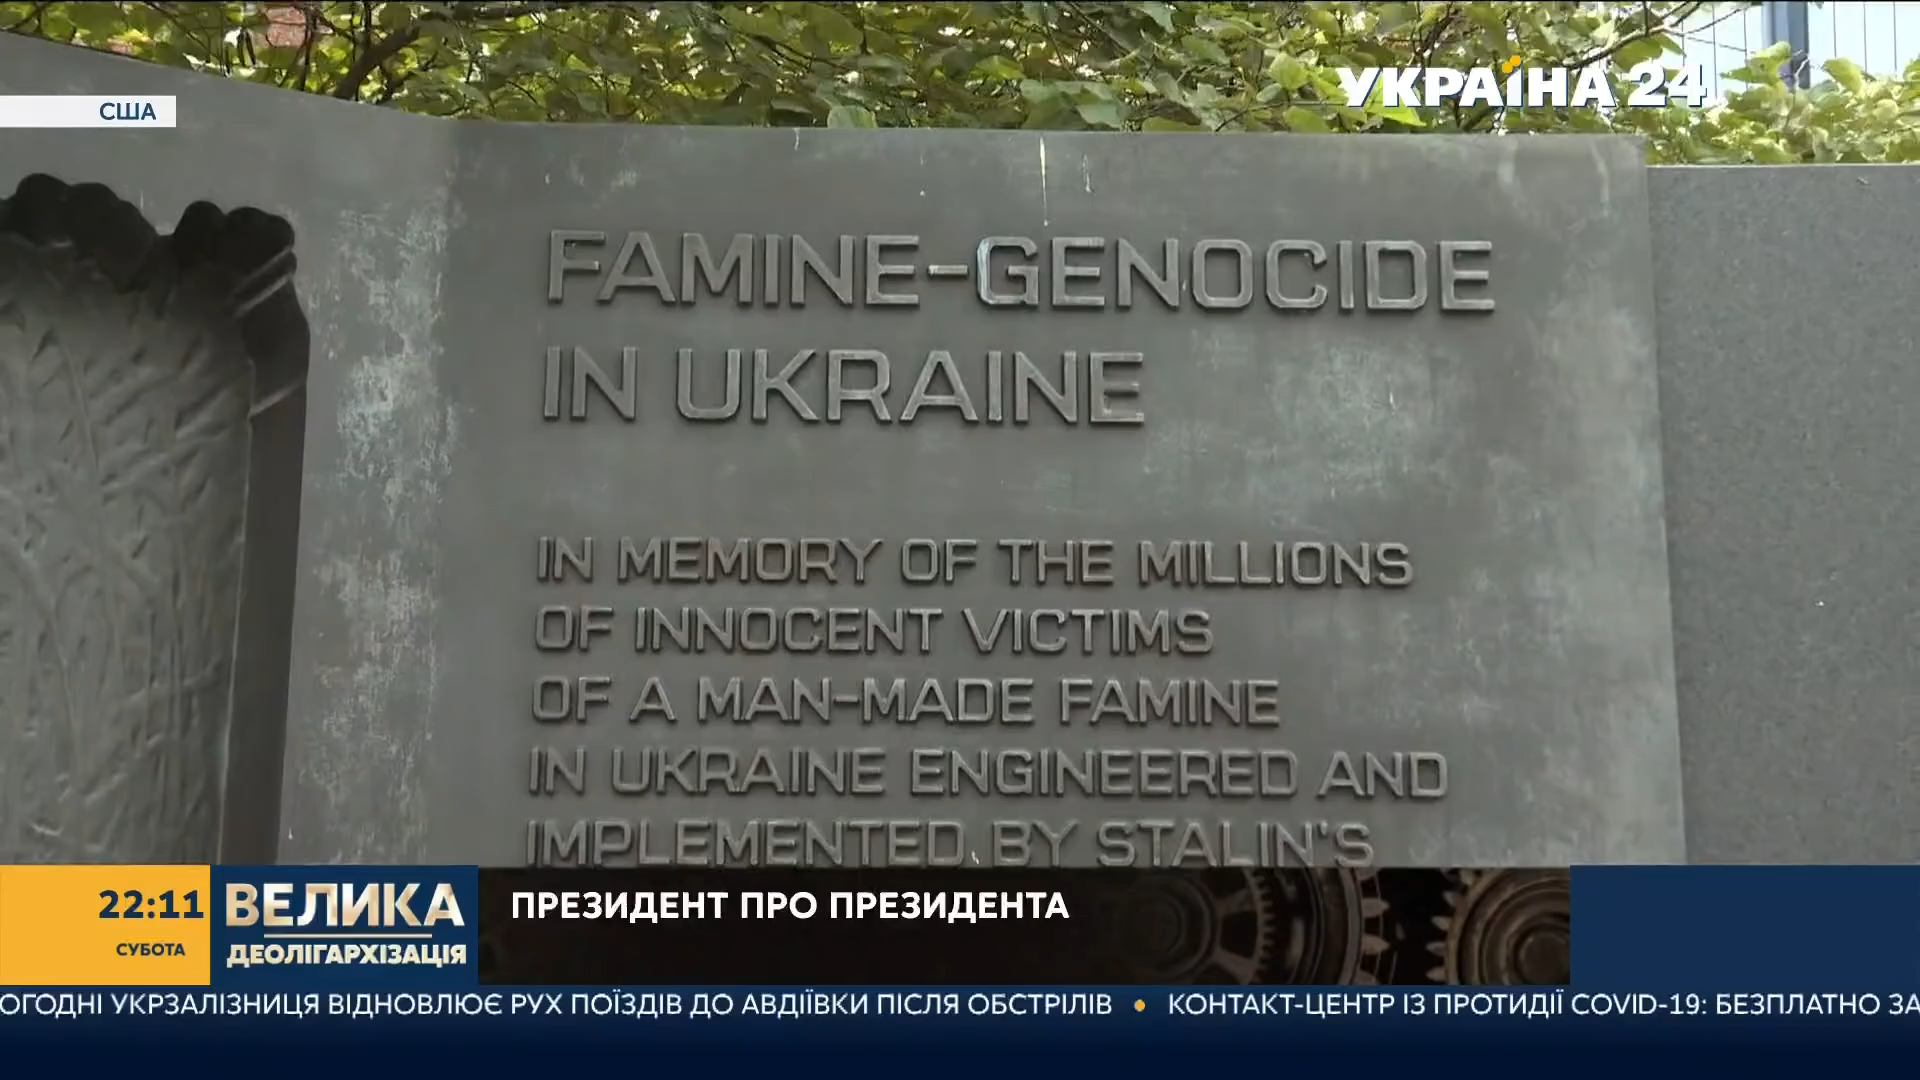 США
УКРАЇНА 24
FAMINE-GENOCIDE
IN UKRAINE
IN MEMORY OF THE MILLIONS
OF INNOCENT VICTIMS
OF A MAN-MADE FAMINE
IN UKRAINE ENGINEERED AND
IMPLEMENTED BY STALIN'S
22:11
СУБОТА
ВЕЛИКА
ДЕОЛІГАРХІЗАЦІЯ
ПРЕЗИДЕНТ ПРО ПРЕЗИДЕНТА
ОГОДНІ УКРЗАЛІЗНИЦЯ ВІДНОВЛЮЄ РУХ ПОЇЗДІВ ДО АВДІЇВКИ ПІСЛЯ ОБСТРІЛІВ • КОНТАКТ-ЦЕНТР ІЗ ПРОТИДІЇ COVID-19: БЕЗПЛАТНО ЗА